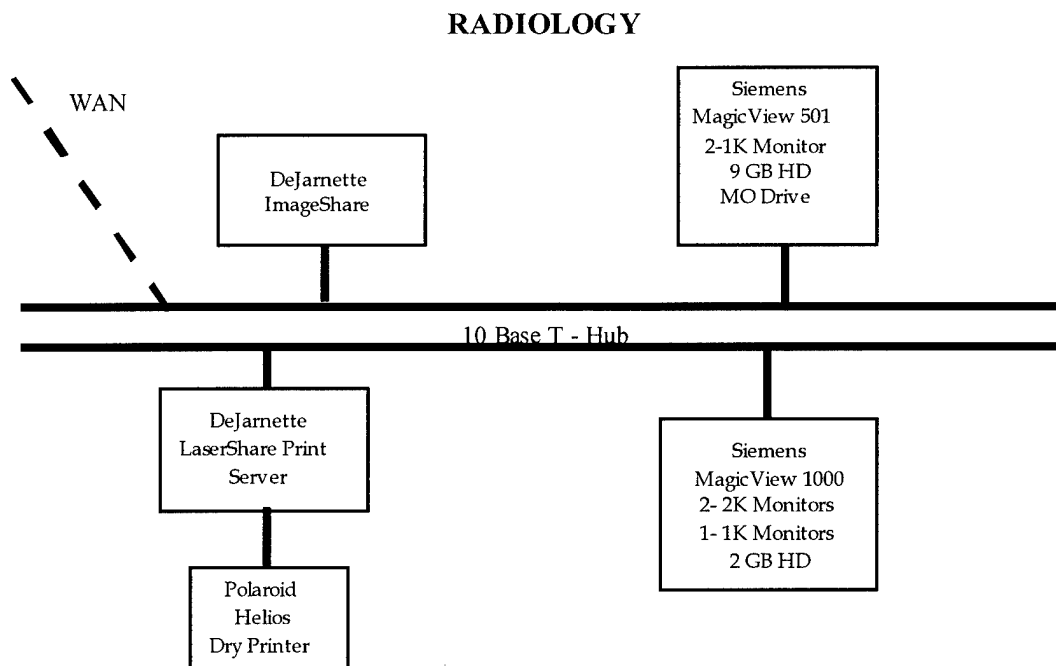 RADIOLOGY
WAN
DeJarnette
ImageShare
Siemens
MagicView 501
2-1K Monitor
9 GB HD
MO Drive
10 Base T - Hub
DeJarnette
LaserShare Print
Server
Siemens
MagicView 1000
2- 2K Monitors
1- 1K Monitors
2 GB HD
Polaroid
Helios
Dry Printer